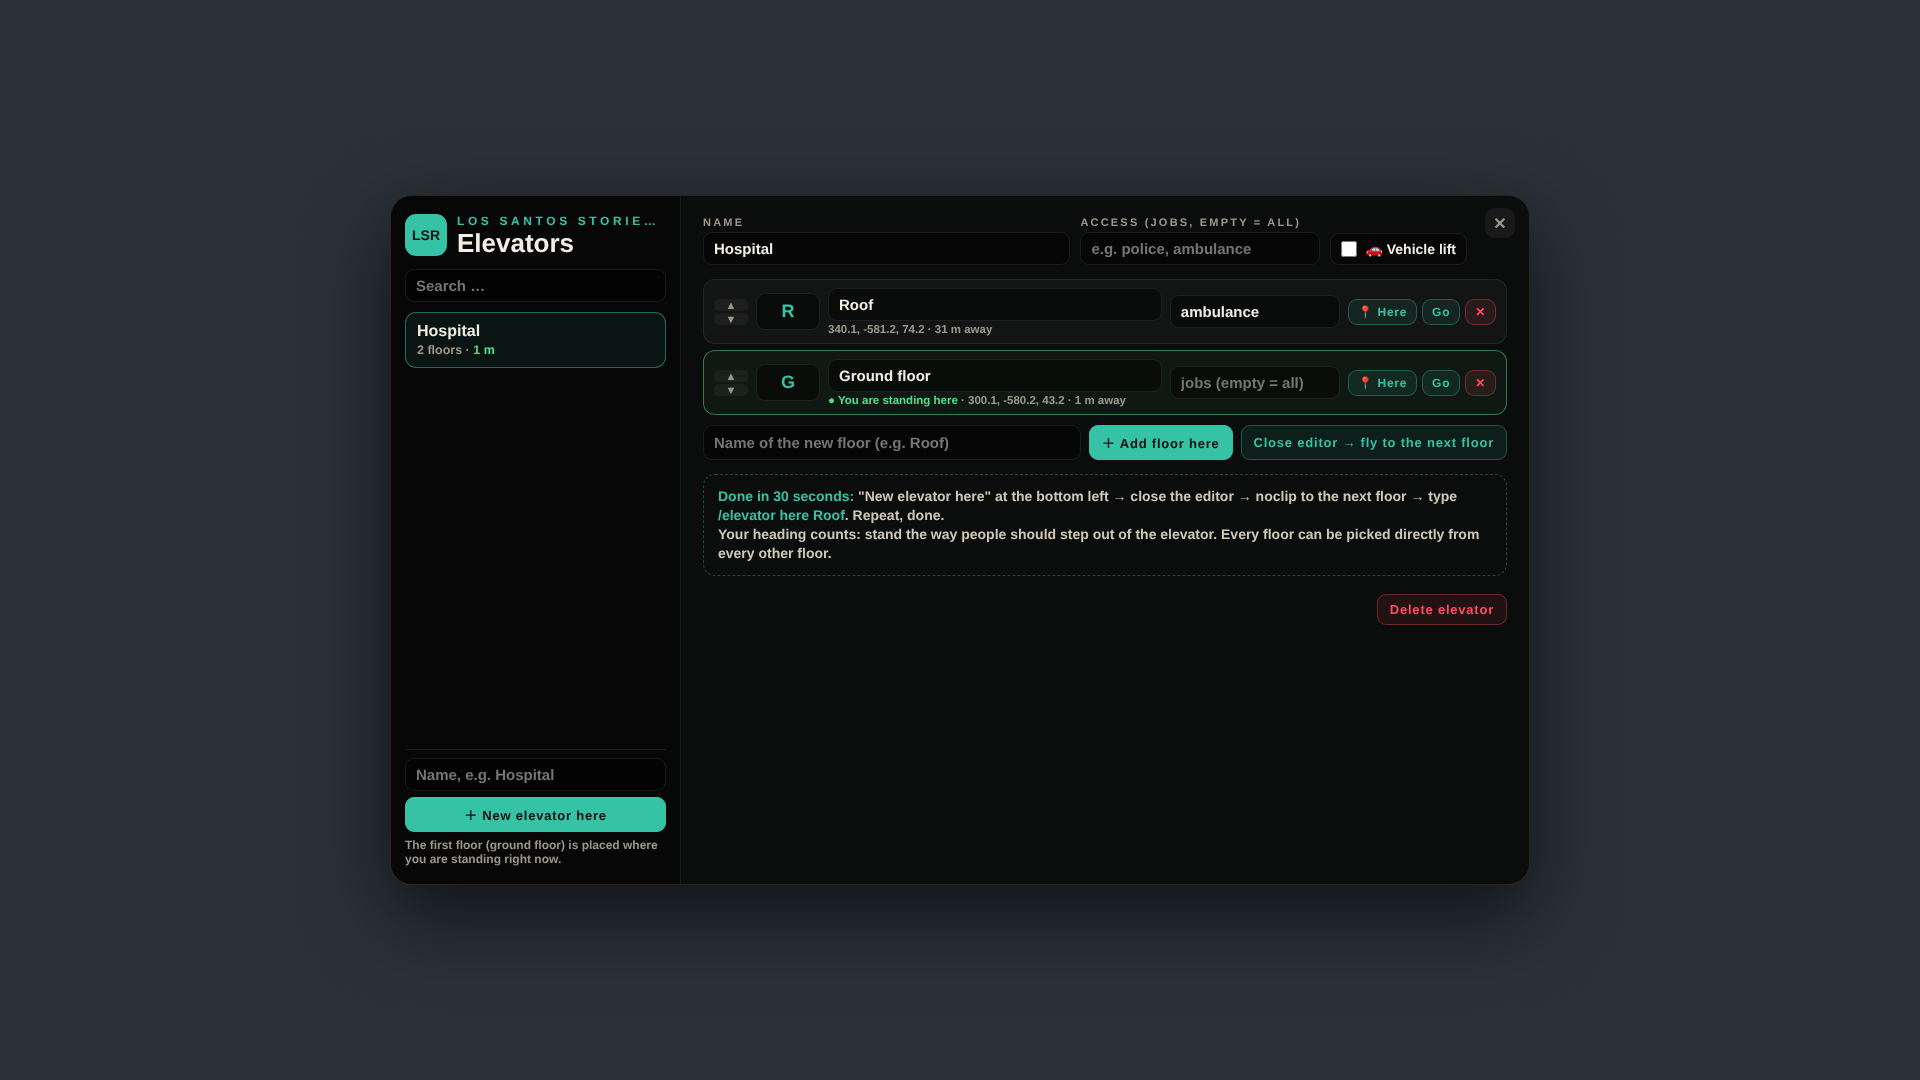 LSR
LOS SANTOS STORIE…
Elevators
Search …
Hospital
2 floors · 1 m
Name, e.g. Hospital
+ New elevator here
The first floor (ground floor) is placed where
you are standing right now.
NAME
ACCESS (JOBS, EMPTY = ALL)
Hospital
e.g. police, ambulance
🚗 Vehicle lift
✕
▲
▼
R
Roof
340.1, -581.2, 74.2 · 31 m away
ambulance
📍 Here
Go
✕
▲
▼
G
Ground floor
● You are standing here · 300.1, -580.2, 43.2 · 1 m away
jobs (empty = all)
📍 Here
Go
✕
Name of the new floor (e.g. Roof)
+ Add floor here
Close editor → fly to the next floor
Done in 30 seconds: "New elevator here" at the bottom left → close the editor → noclip to the next floor → type
/elevator here Roof. Repeat, done.
Your heading counts: stand the way people should step out of the elevator. Every floor can be picked directly from
every other floor.
Delete elevator